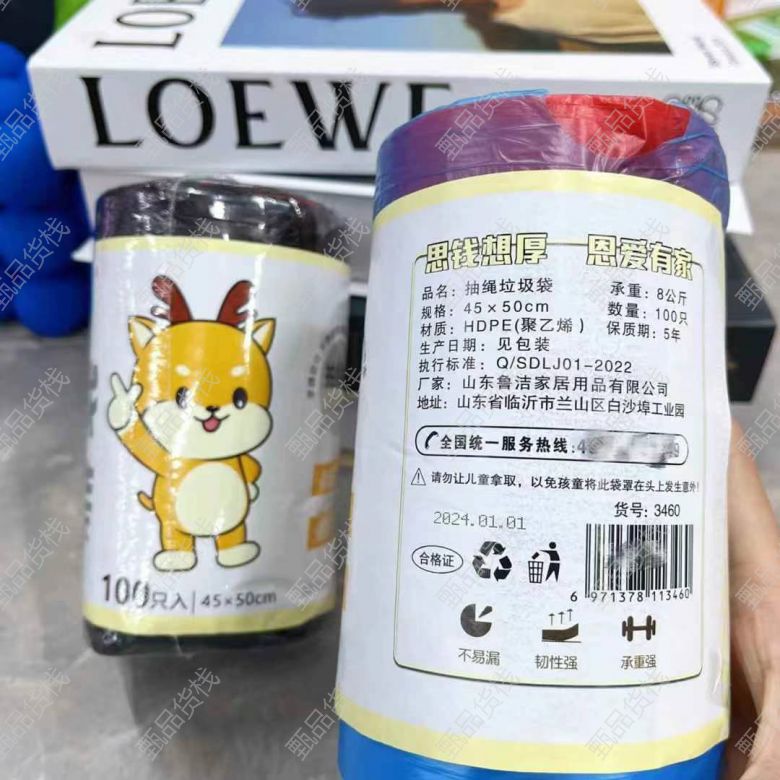 LOEWE
思钱想厚 恩爱有家
品名：抽绳垃圾袋 承重：8公斤
规格：45×50cm 数量：100只
材质：HDPE(聚乙烯) 保质期：5年
生产日期：见包装
执行标准：Q/SDLJ01-2022
厂家：山东鲁洁家居用品有限公司
地址：山东省临沂市兰山区白沙埠工业园
全国统一服务热线：
请勿让儿童拿取，以免孩童将此袋罩在头上发生意外！
货号：3460
2024.01.01
合格证
6 971378 113460
不易漏 韧性强 承重强
100只入 45×50cm
甄品货栈